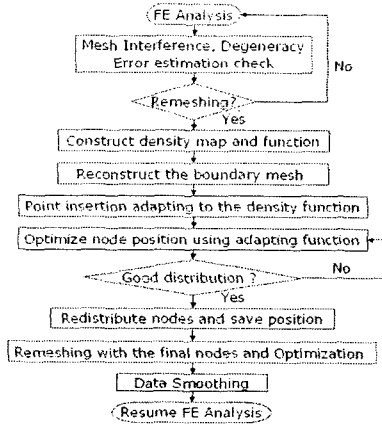 FE Analysis
Mesh Interference, Degeneracy
Error estimation check
No
Remeshing?
Yes
Construct density map and function
Reconstruct the boundary mesh
Point insertion adapting to the density function
Optimize node position using adapting function
Good distribution ?
No
Yes
Redistribute nodes and save position
Remeshing with the final nodes and Optimization
Data Smoothing
Resume FE Analysis